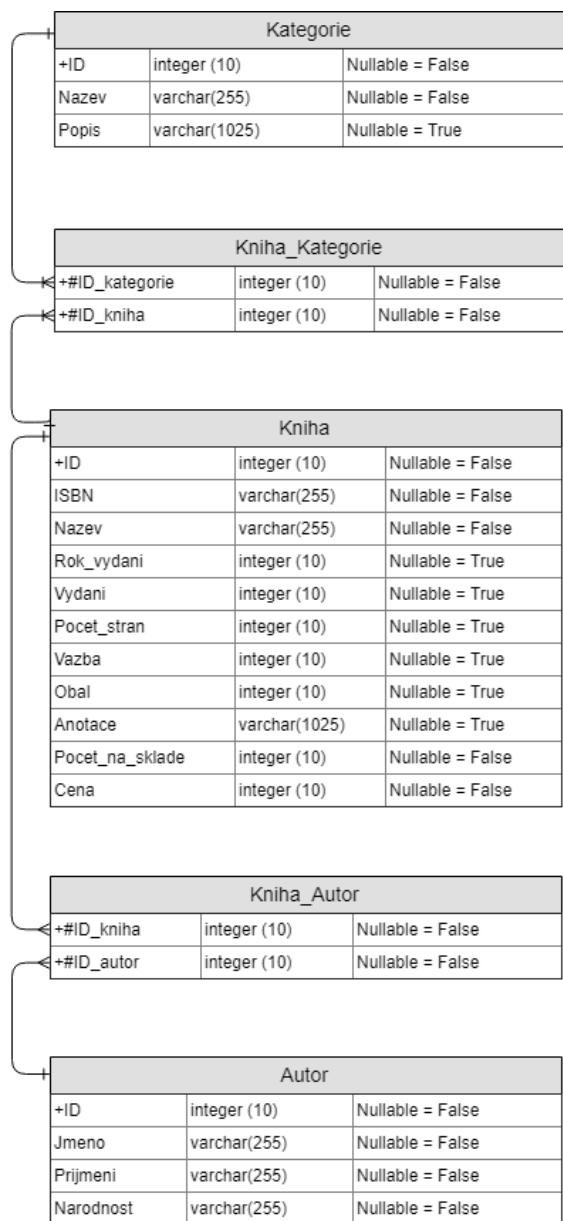 Kategorie
+ID integer (10) Nullable = False
Nazev varchar(255) Nullable = False
Popis varchar(1025) Nullable = True
Kniha_Kategorie
+#ID_kategorie integer (10) Nullable = False
+#ID_kniha integer (10) Nullable = False
Kniha
+ID integer (10) Nullable = False
ISBN varchar(255) Nullable = False
Nazev varchar(255) Nullable = False
Rok_vydani integer (10) Nullable = True
Vydani integer (10) Nullable = True
Pocet_stran integer (10) Nullable = True
Vazba integer (10) Nullable = True
Obal integer (10) Nullable = True
Anotace varchar(1025) Nullable = True
Pocet_na_sklade integer (10) Nullable = False
Cena integer (10) Nullable = False
Kniha_Autor
+#ID_kniha integer (10) Nullable = False
+#ID_autor integer (10) Nullable = False
Autor
+ID integer (10) Nullable = False
Jmeno varchar(255) Nullable = False
Prijmeni varchar(255) Nullable = False
Narodnost varchar(255) Nullable = False